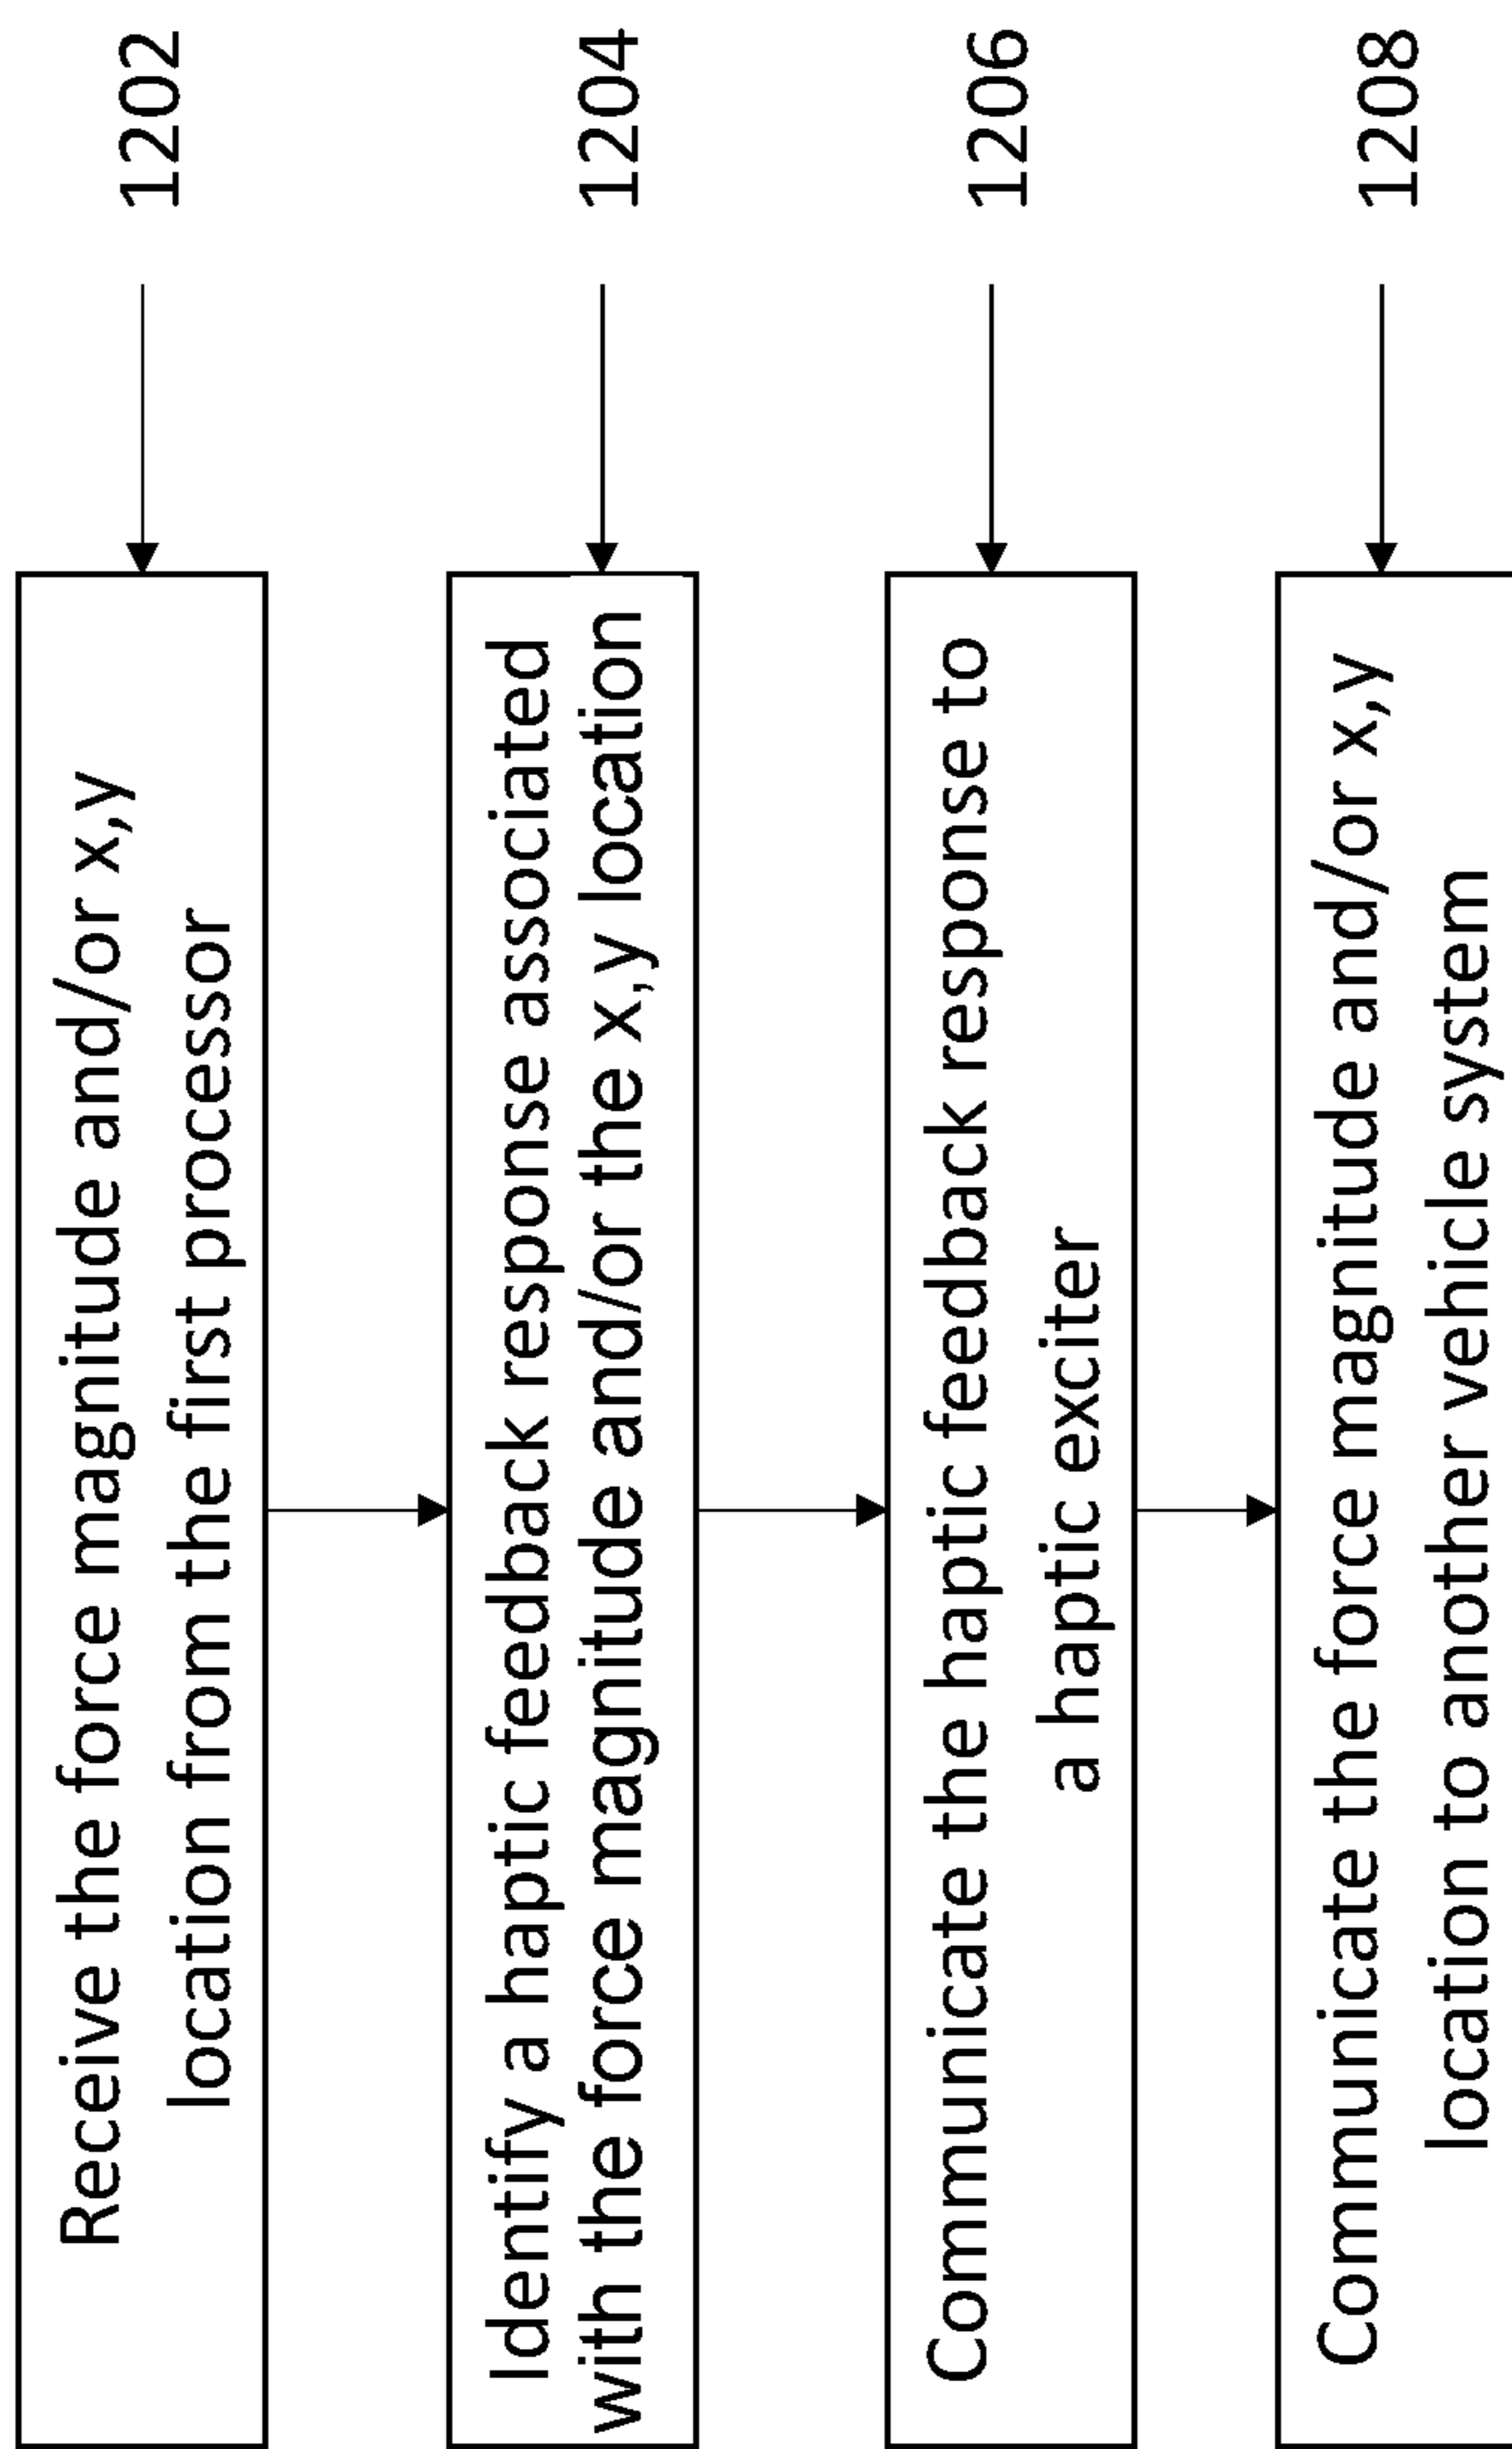 Receive the force magnitude and/or x,y
location from the first processor
1202
Identify a haptic feedback response associated
with the force magnitude and/or the x,y location
1204
Communicate the haptic feedback response to
a haptic exciter
1206
Communicate the force magnitude and/or x,y
location to another vehicle system
1208